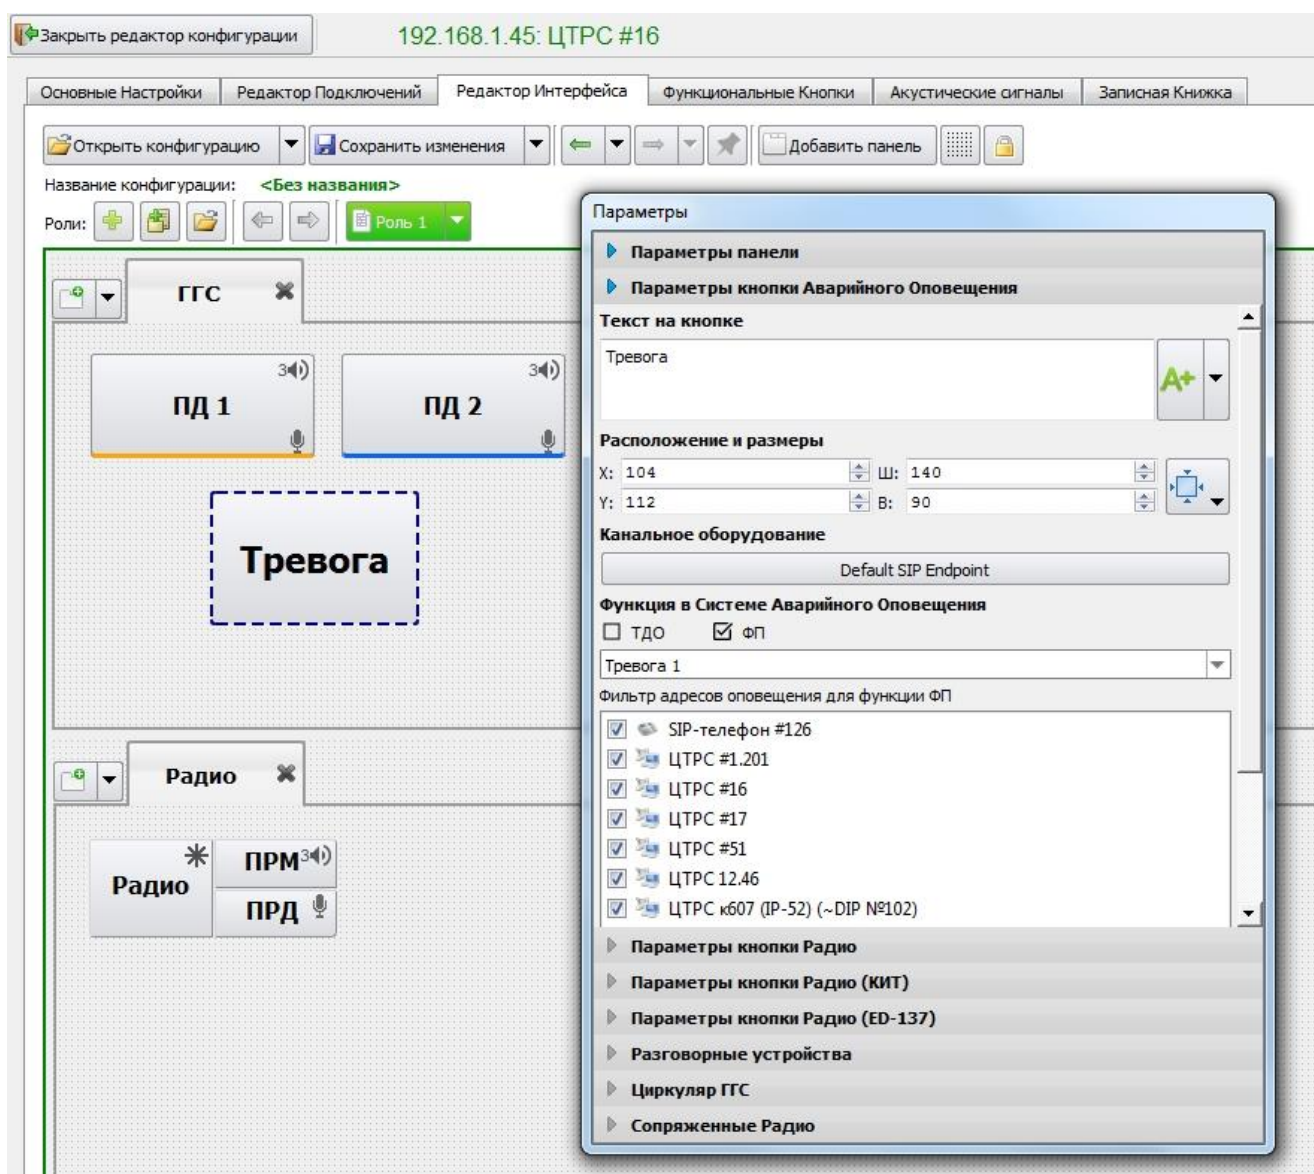 Закрыть редактор конфигурации
192.168.1.45: ЦТРС #16
Основные Настройки
Редактор Подключений
Редактор Интерфейса
Функциональные Кнопки
Акустические сигналы
Записная Книжка
Открыть конфигурацию
Сохранить изменения
Добавить панель
Название конфигурации: <Без названия>
Роли:
Роль 1
ГГС
3
ПД 1
3
ПД 2
Тревога
Радио
Радио
ПРМ
3
ПРД
Параметры
Параметры панели
Параметры кнопки Аварийного Оповещения
Текст на кнопке
Тревога
A+
Расположение и размеры
X: 104
Ш: 140
Y: 112
В: 90
Канальное оборудование
Default SIP Endpoint
Функция в Системе Аварийного Оповещения
ТДО
ФП
Тревога 1
Фильтр адресов оповещения для функции ФП
SIP-телефон #126
ЦТРС #1.201
ЦТРС #16
ЦТРС #17
ЦТРС #51
ЦТРС 12.46
ЦТРС к607 (IP-52) (~DIP №102)
Параметры кнопки Радио
Параметры кнопки Радио (КИТ)
Параметры кнопки Радио (ED-137)
Разговорные устройства
Циркуляр ГГС
Сопряженные Радио